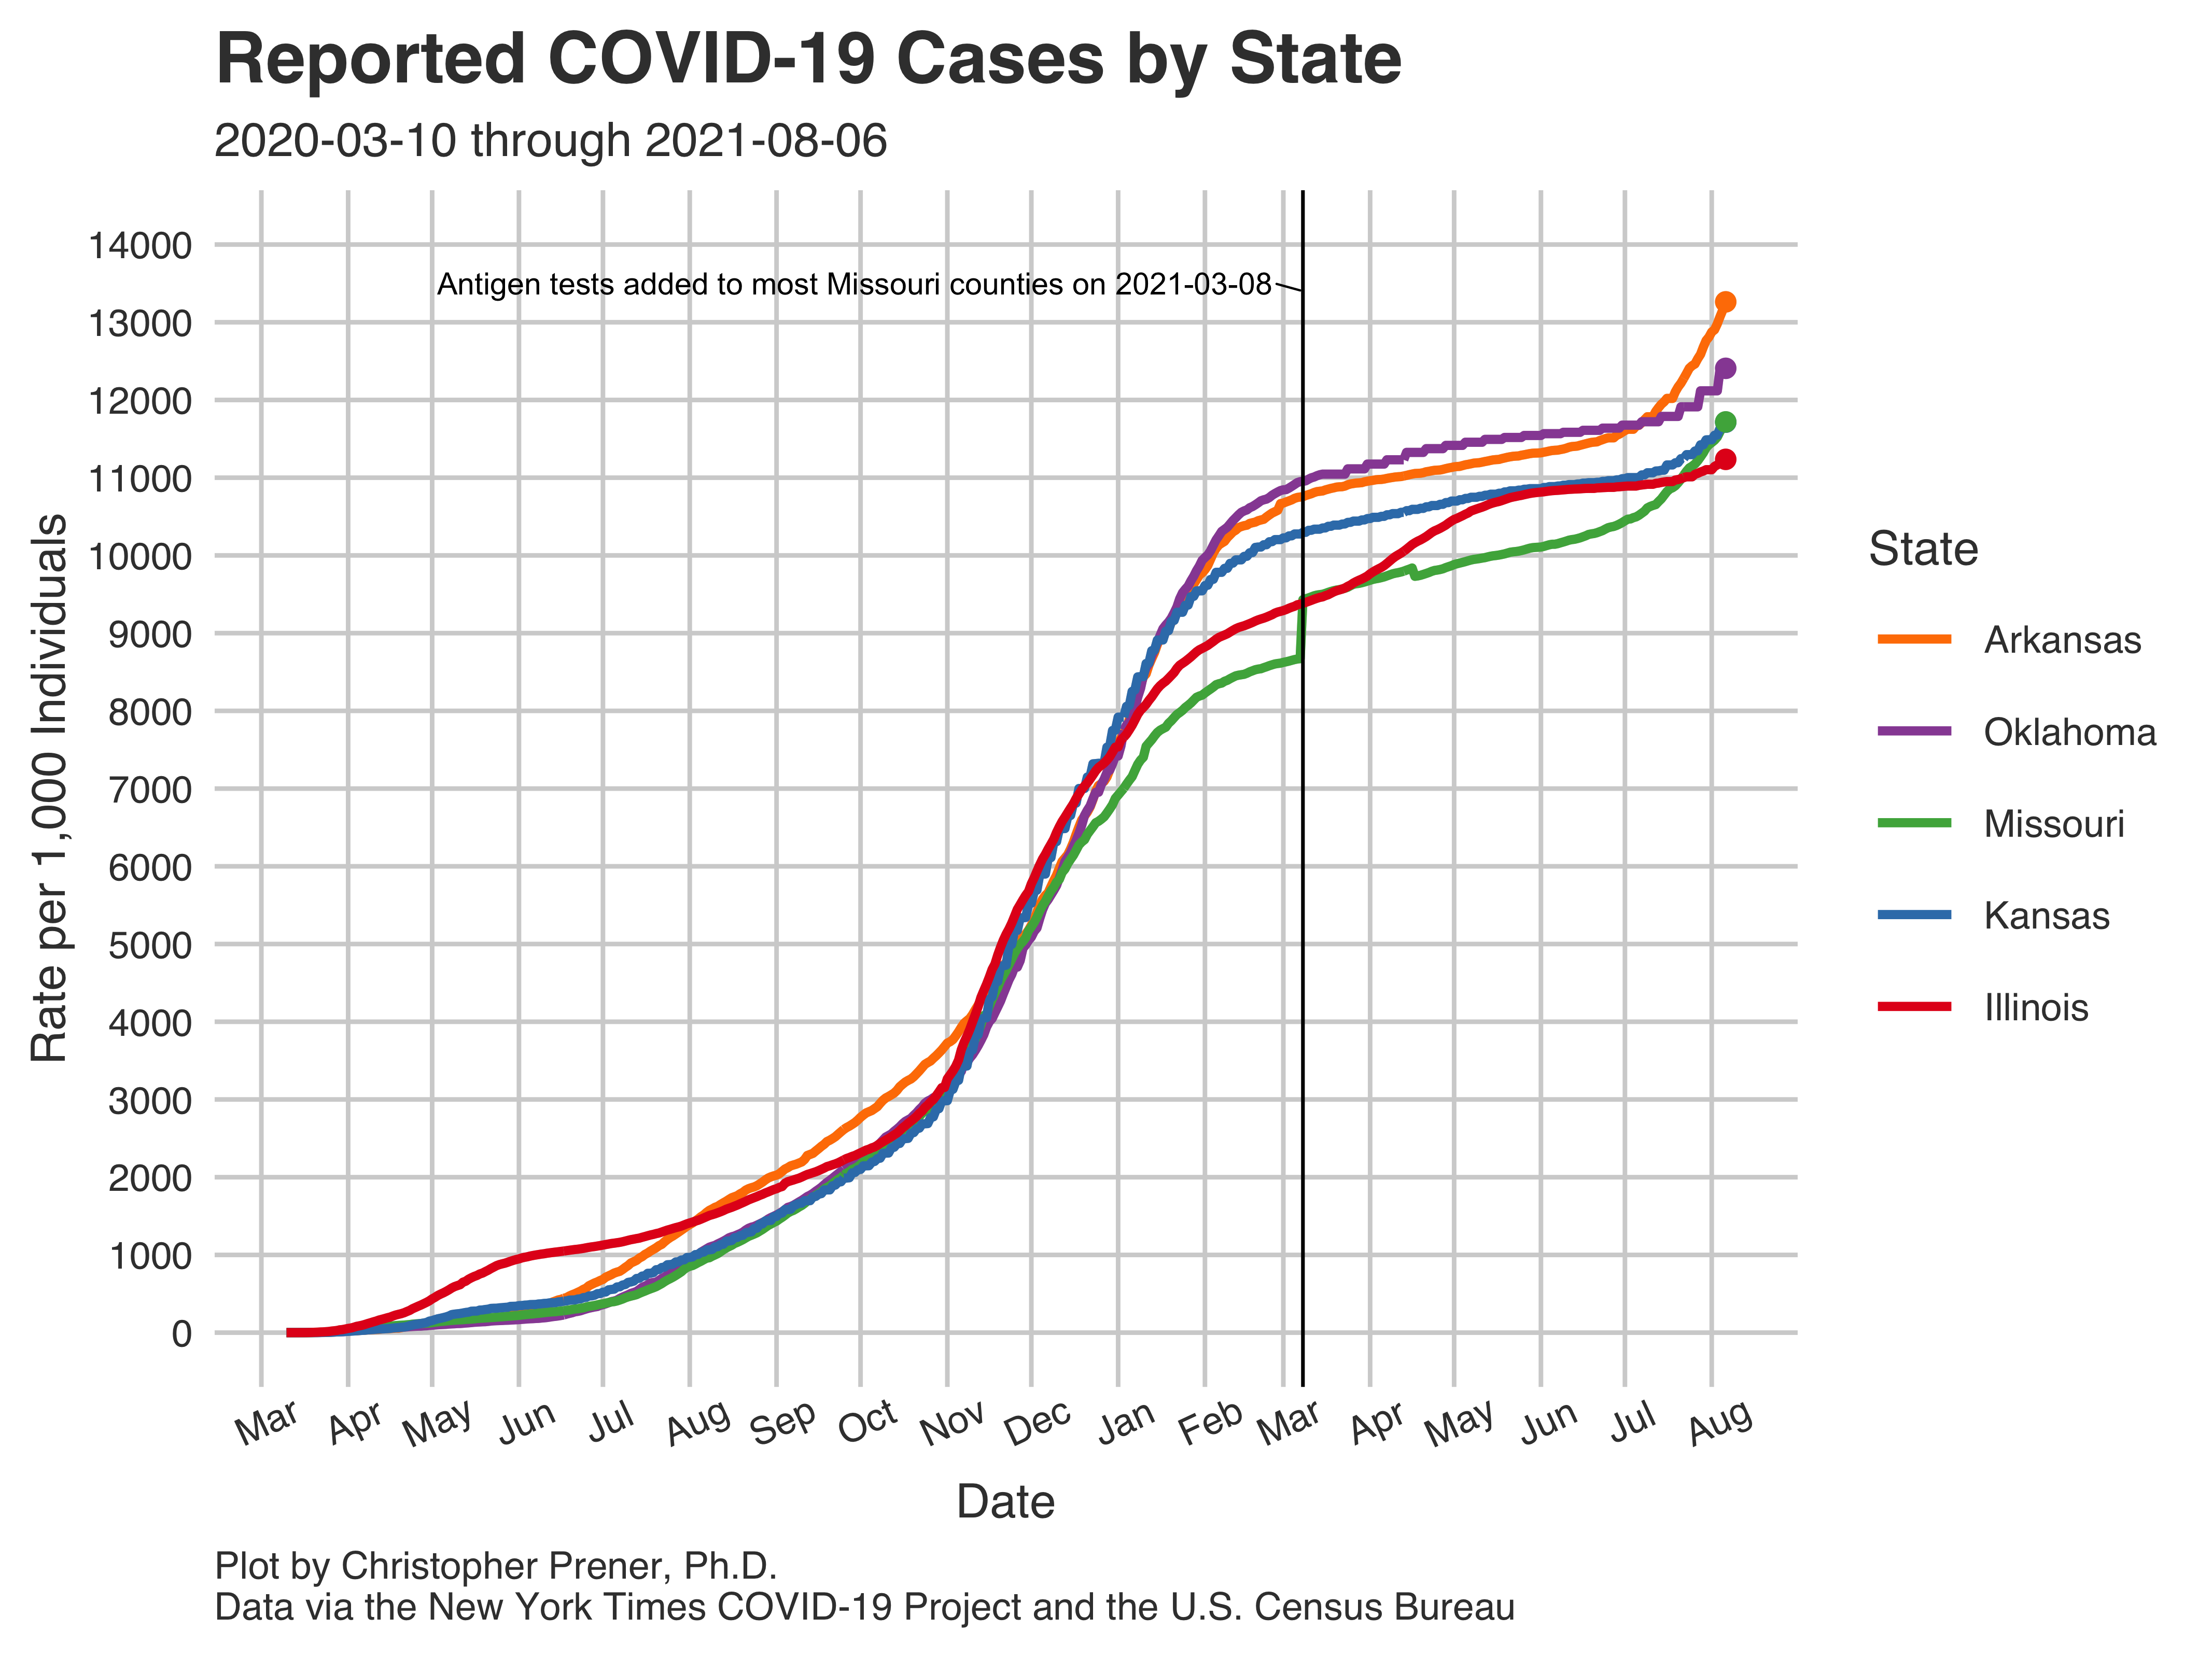 Reported COVID-19 Cases by State
2020-03-10 through 2021-08-06
14000
13000
12000
11000
10000
9000
8000
7000
6000
5000
4000
3000
2000
1000
0
Rate per 1,000 Individuals
Antigen tests added to most Missouri counties on 2021-03-08
Mar Apr May Jun Jul Aug Sep Oct Nov Dec Jan Feb Mar Apr May Jun Jul Aug
Date
State
Arkansas
Oklahoma
Missouri
Kansas
Illinois
Plot by Christopher Prener, Ph.D.
Data via the New York Times COVID-19 Project and the U.S. Census Bureau